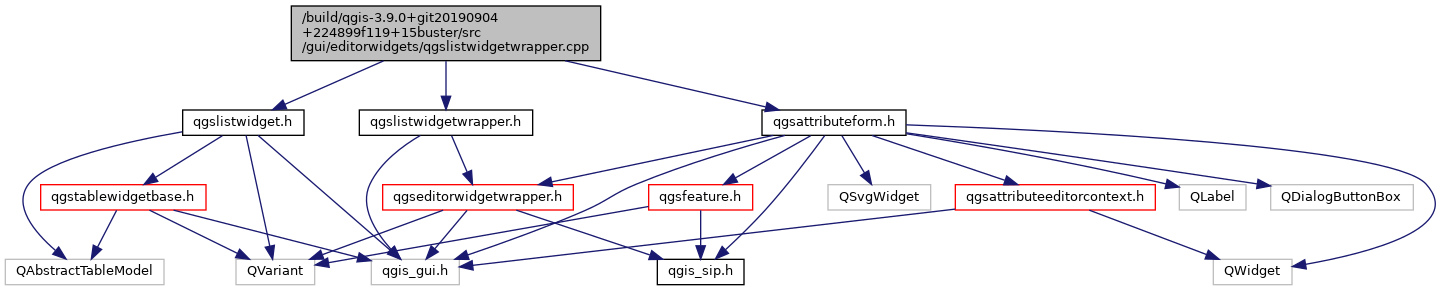 /build/qgis-3.9.0+git20190904
+224899f119+15buster/src
/gui/editorwidgets/qgslistwidgetwrapper.cpp
qgslistwidget.h
qgslistwidgetwrapper.h
qgsattributeform.h
qgstablewidgetbase.h
qgseditorwidgetwrapper.h
qgsfeature.h
QSvgWidget
qgsattributeeditorcontext.h
QLabel
QDialogButtonBox
QAbstractTableModel
QVariant
qgis_gui.h
qgis_sip.h
QWidget